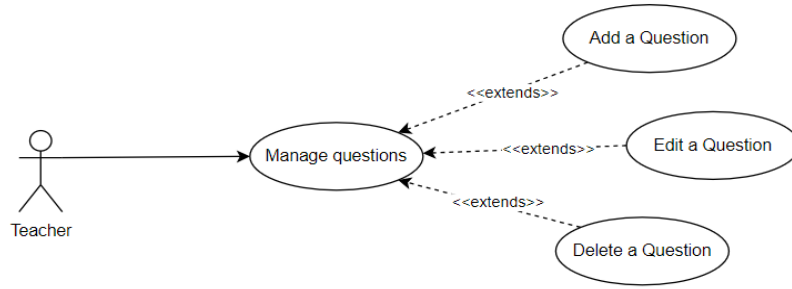 Add a Question
<<extends>>
Manage questions
<<extends>>
Edit a Question
<<extends>>
Teacher
Delete a Question